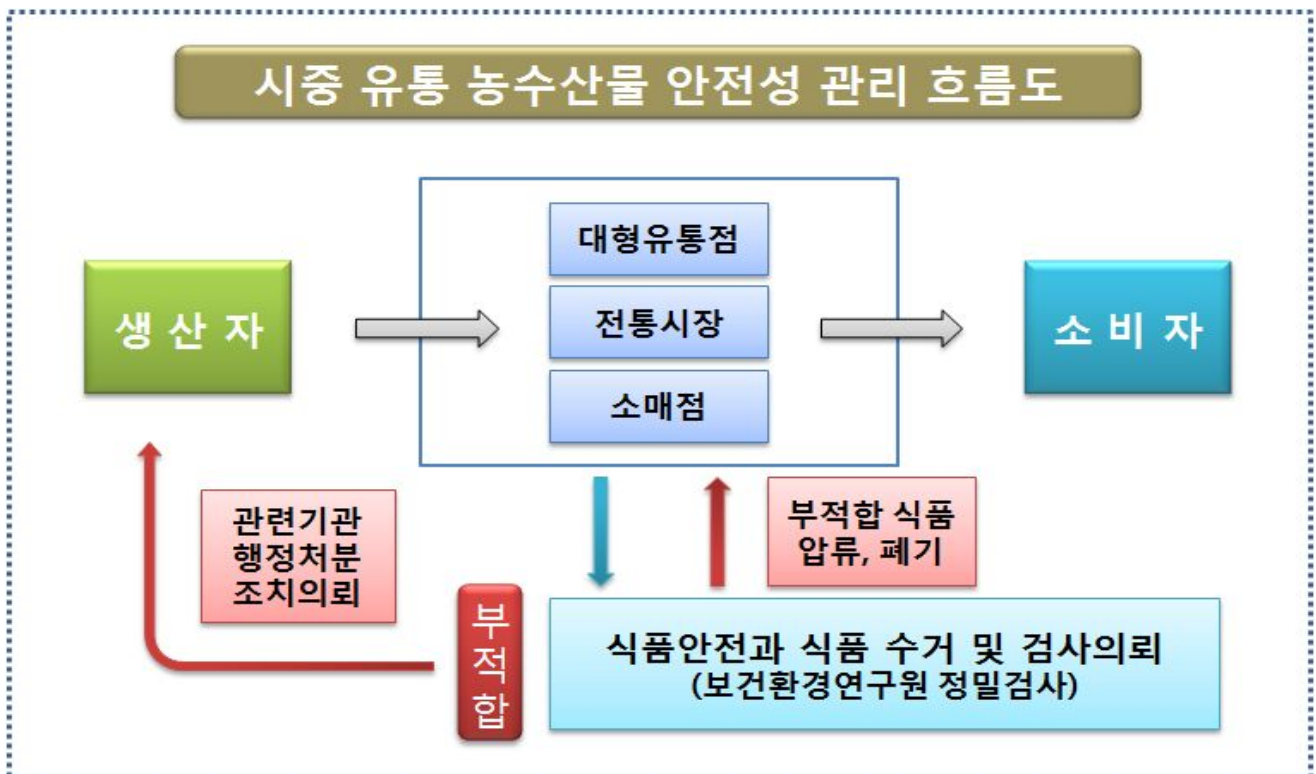 시중 유통 농수산물 안전성 관리 흐름도
생 산 자
대형유통점
전통시장
소매점
소 비 자
관련기관
행정처분
조치의뢰
부적합 식품
압류, 폐기
부
적
합
식품안전과 식품 수거 및 검사의뢰
(보건환경연구원 정밀검사)